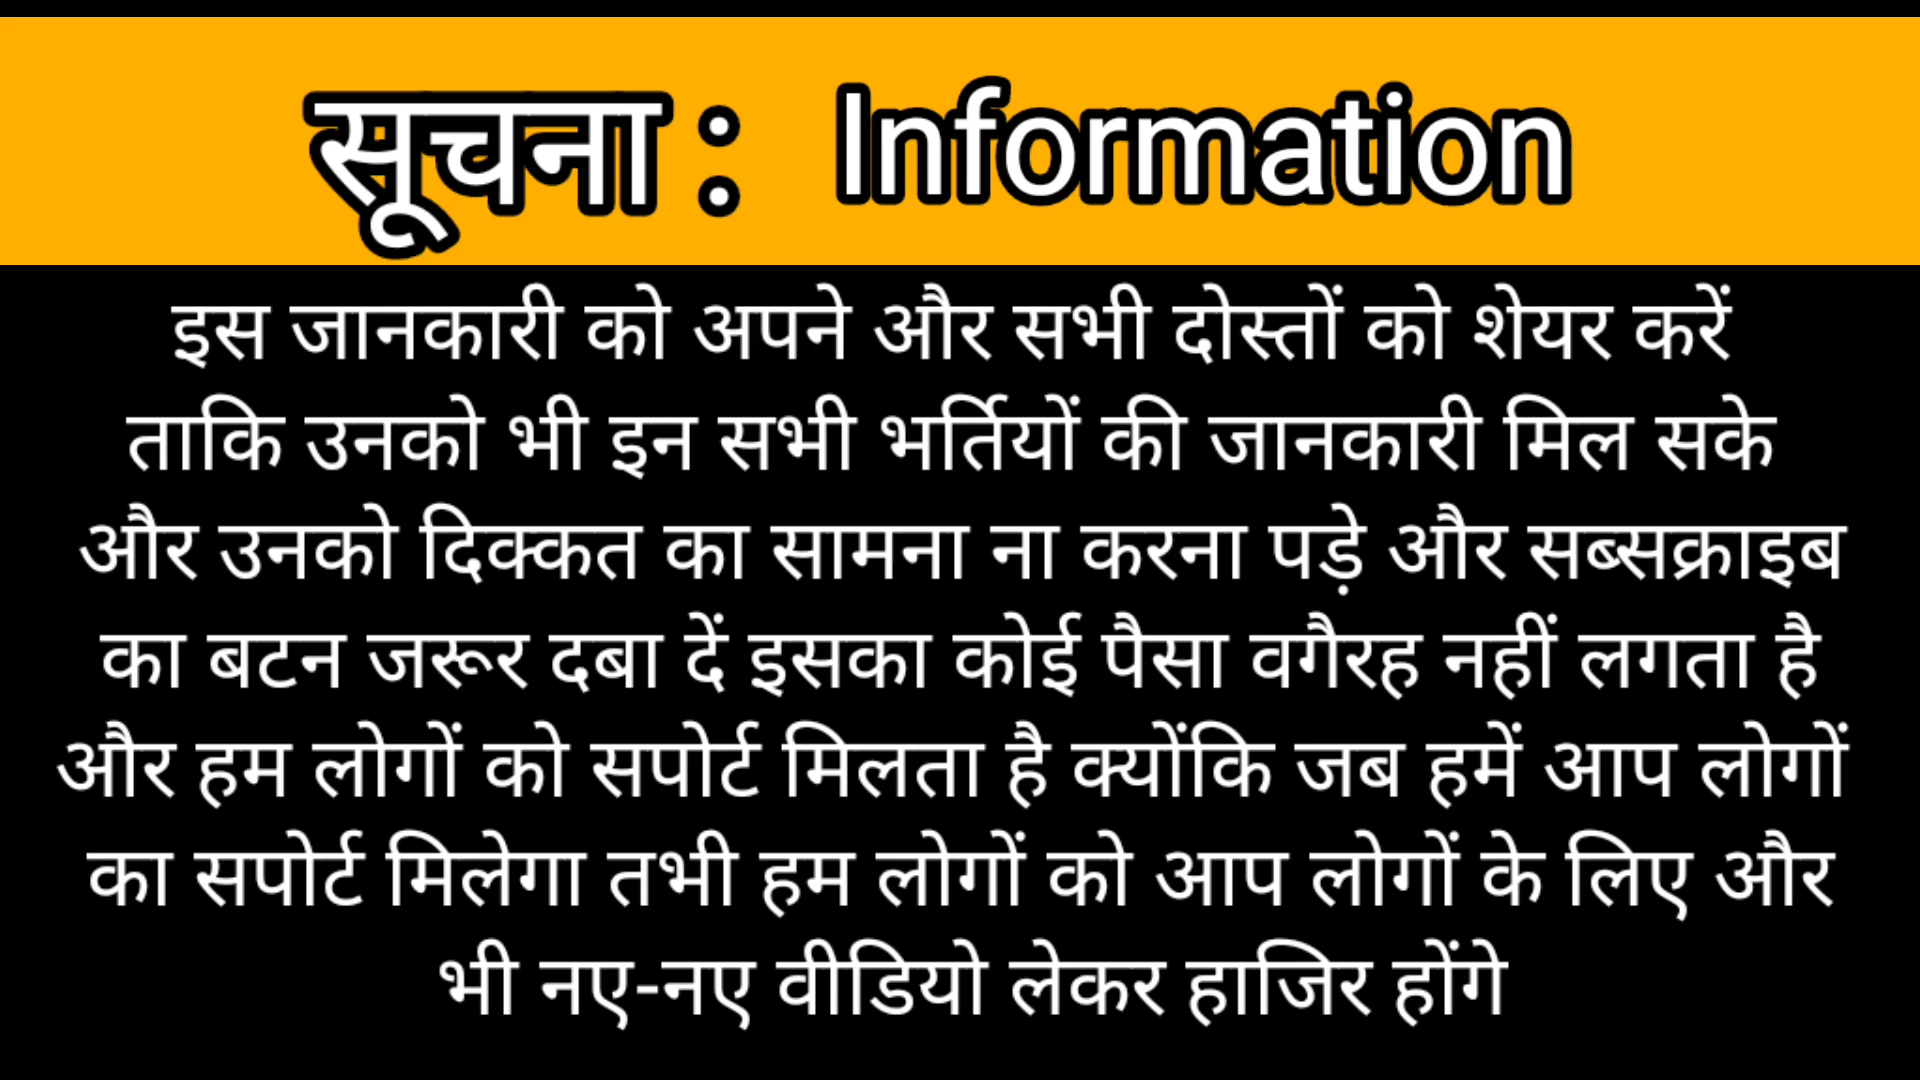 सूचना : Information
इस जानकारी को अपने और सभी दोस्तों को शेयर करें
ताकि उनको भी इन सभी भर्तियों की जानकारी मिल सके
और उनको दिक्कत का सामना ना करना पड़े और सब्सक्राइब
का बटन जरूर दबा दें इसका कोई पैसा वगैरह नहीं लगता है
और हम लोगों को सपोर्ट मिलता है क्योंकि जब हमें आप लोगों
का सपोर्ट मिलेगा तभी हम लोगों को आप लोगों के लिए और
भी नए-नए वीडियो लेकर हाजिर होंगे